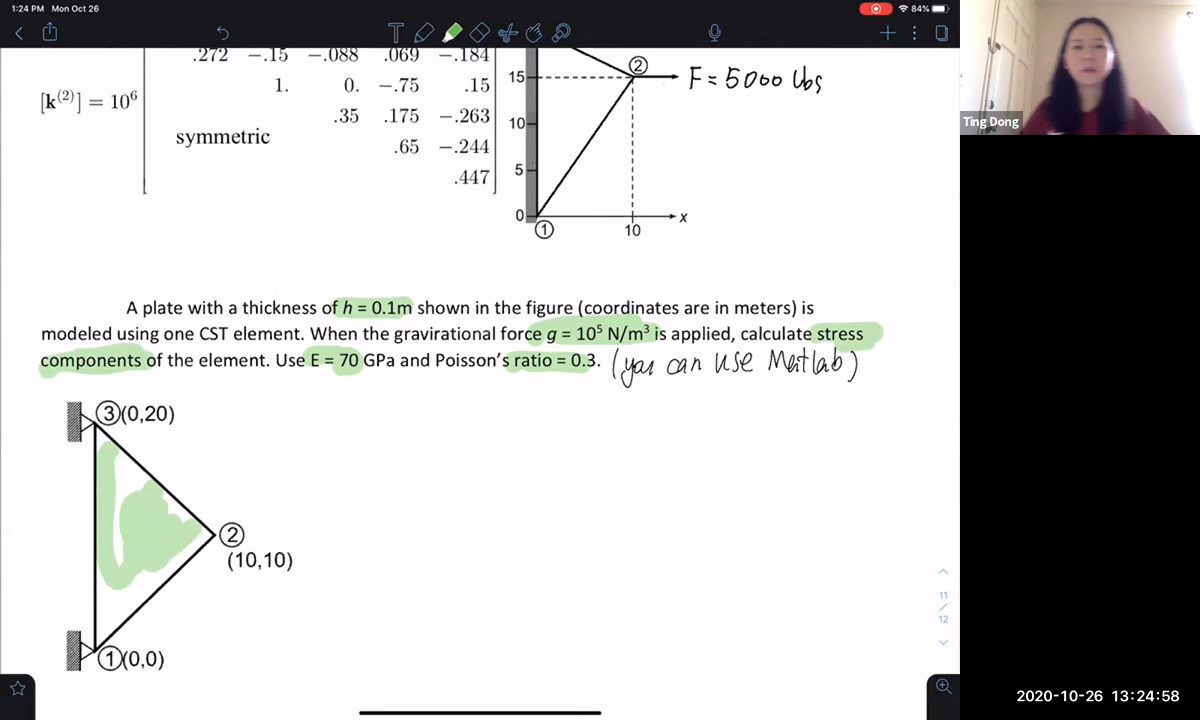 1:24 PM Mon Oct 26
84%
.272 −.15 −.088 .069 −.184
1. 0. −.75 .15
[k(2)] = 10⁶
.35 .175 −.263
symmetric
.65 −.244
.447
15
②
F = 5000 lbs
10
5
0
x
①
10
Ting Dong
A plate with a thickness of h = 0.1m shown in the figure (coordinates are in meters) is
modeled using one CST element. When the gravirational force g = 10⁵ N/m³ is applied, calculate stress
components of the element. Use E = 70 GPa and Poisson's ratio = 0.3. (you can use Matlab)
③(0,20)
②
(10,10)
①(0,0)
11
/
12
2020-10-26 13:24:58